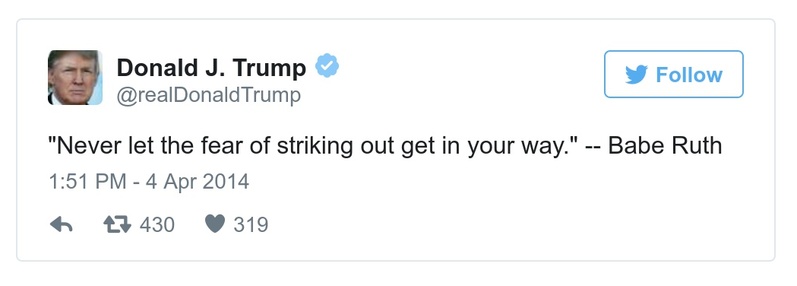 Donald J. Trump
@realDonaldTrump
Follow
"Never let the fear of striking out get in your way." -- Babe Ruth
1:51 PM - 4 Apr 2014
430 319